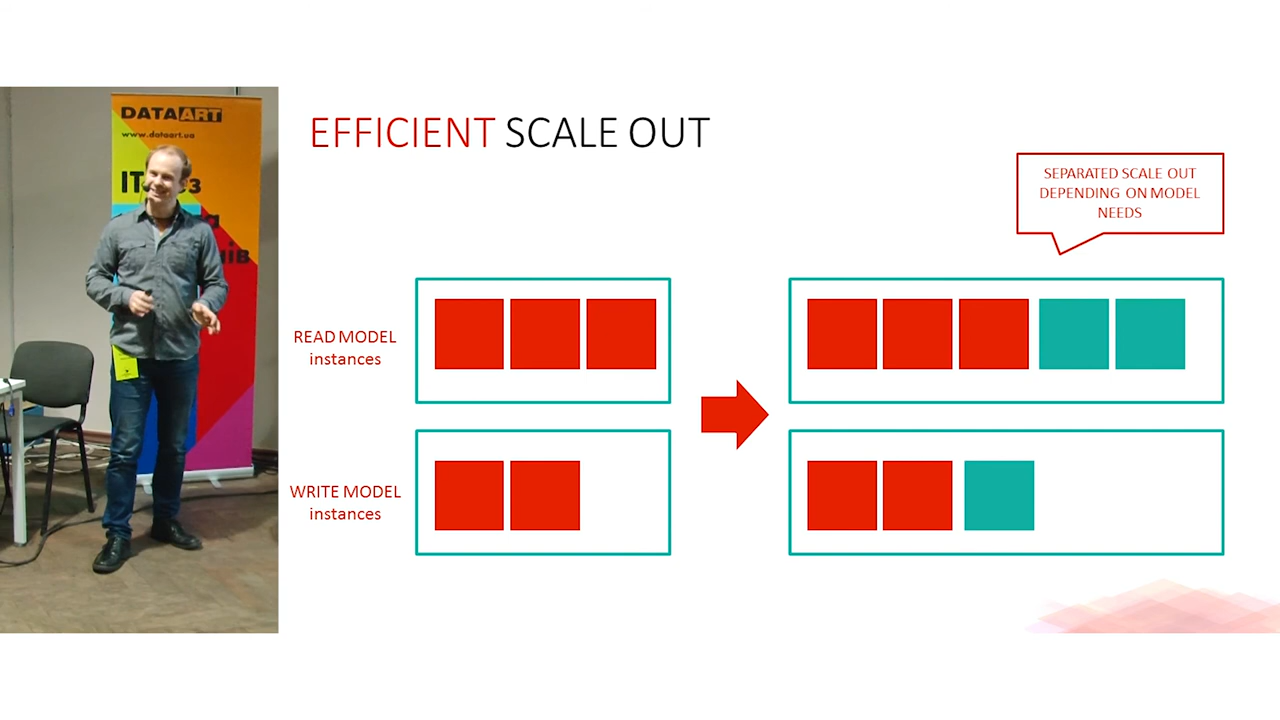 DATAART
www.dataart.ua
EFFICIENT SCALE OUT
SEPARATED SCALE OUT
DEPENDING ON MODEL
NEEDS
READ MODEL
instances
WRITE MODEL
instances